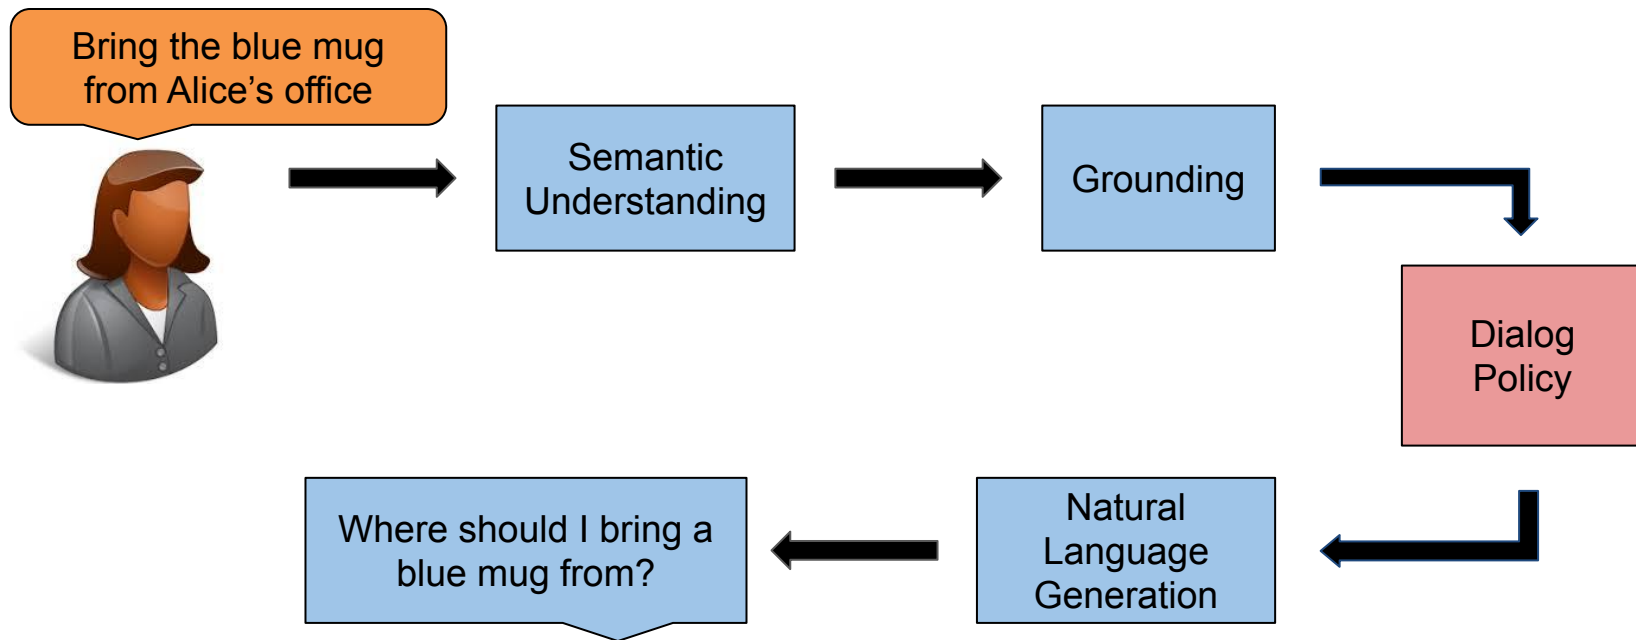 Bring the blue mug
from Alice’s office
Semantic
Understanding
Grounding
Dialog
Policy
Natural
Language
Generation
Where should I bring a
blue mug from?